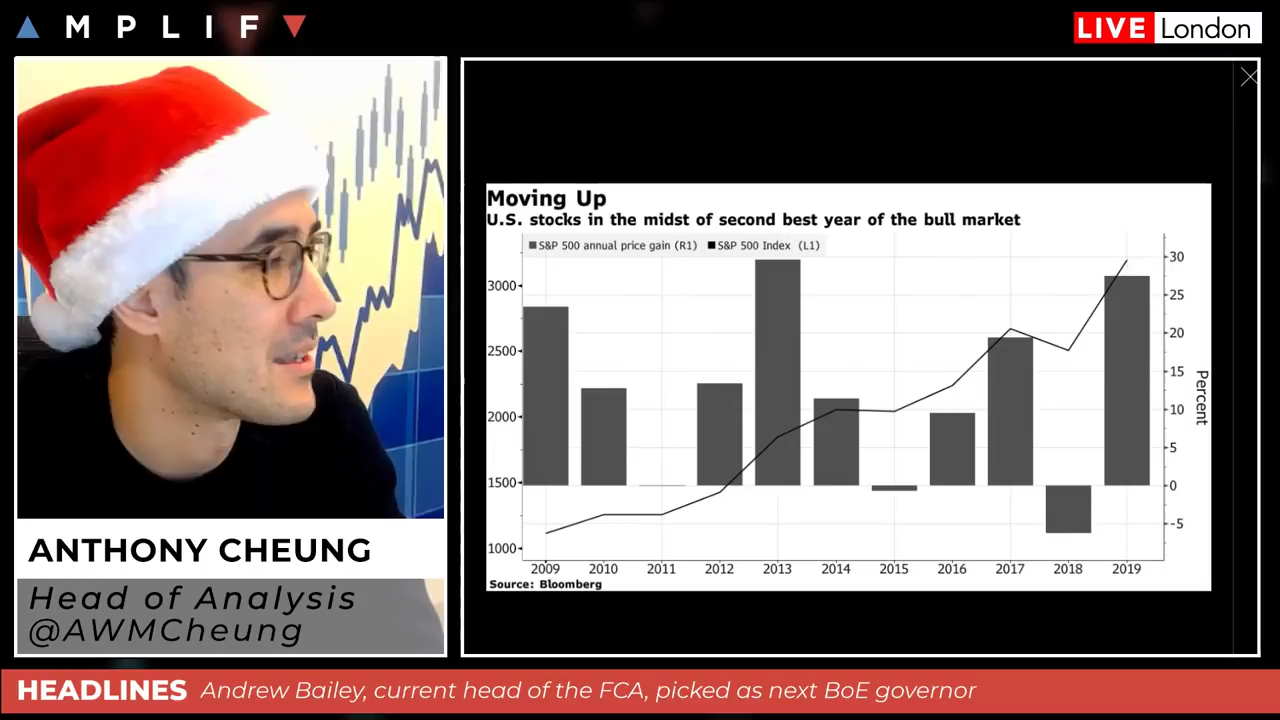 ▲ M P L I F ▼
LIVE London
Moving Up
U.S. stocks in the midst of second best year of the bull market
S&P 500 annual price gain (R1) S&P 500 Index (L1)
3000
2500
2000
1500
1000
30
25
20
15
10
5
0
-5
Percent
2009 2010 2011 2012 2013 2014 2015 2016 2017 2018 2019
Source: Bloomberg
ANTHONY CHEUNG
Head of Analysis
@AWMCheung
HEADLINES Andrew Bailey, current head of the FCA, picked as next BoE governor